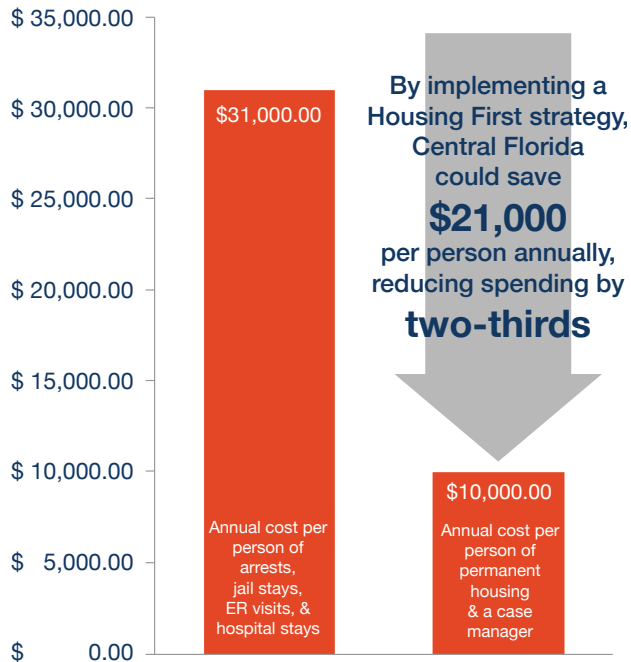 $ 35,000.00
$ 30,000.00
$ 25,000.00
$ 20,000.00
$ 15,000.00
$ 10,000.00
$ 5,000.00
$ 0.00
$31,000.00
Annual cost per
person of
arrests,
jail stays,
ER visits, &
hospital stays
By implementing a
Housing First strategy,
Central Florida
could save
$21,000
per person annually,
reducing spending by
two-thirds
$10,000.00
Annual cost per
person of
permanent
housing
& a case
manager